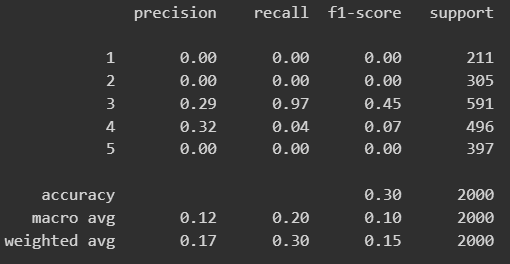 precision recall f1-score support
1 0.00 0.00 0.00 211
2 0.00 0.00 0.00 305
3 0.29 0.97 0.45 591
4 0.32 0.04 0.07 496
5 0.00 0.00 0.00 397
accuracy 0.30 2000
macro avg 0.12 0.20 0.10 2000
weighted avg 0.17 0.30 0.15 2000